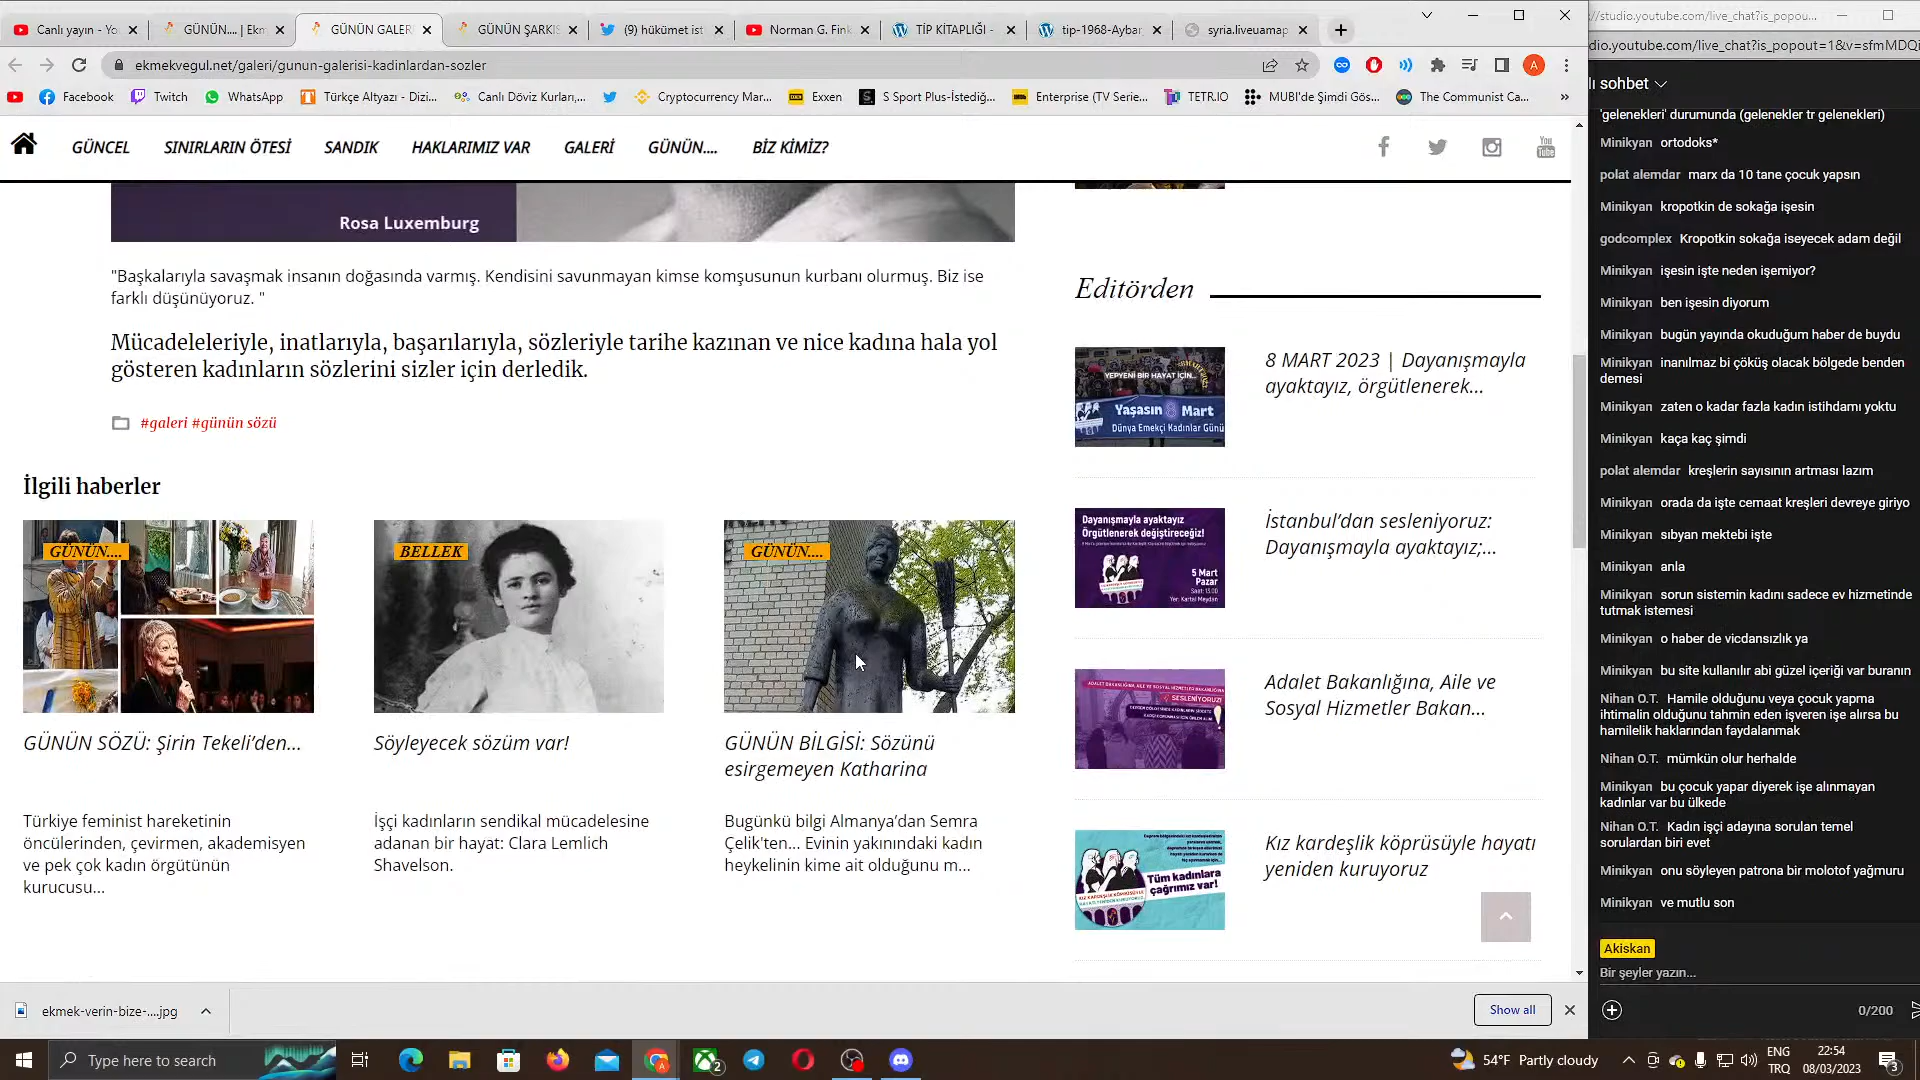 Canlı yayın - Yo
GÜNÜN.... | Ekm
GÜNÜN GALER
GÜNÜN ŞARKIS
(9) hükümet ist
Norman G. Fink
TİP KİTAPLIĞI -
tip-1968-Aybar
syria.liveuamap
//studio.youtube.com/live_chat?is_popou...
ekmekvegul.net/galeri/gunun-galerisi-kadinlardan-sozler
dio.youtube.com/live_chat?is_popout=1&v=sfmMDQi
Facebook
Twitch
WhatsApp
Türkçe Altyazı - Dizi...
Canlı Döviz Kurları,...
Cryptocurrency Mar...
Exxen
S Sport Plus-İstediğ...
Enterprise (TV Serie...
TETR.IO
MUBI'de Şimdi Gös...
The Communist Ca...
GÜNCEL
SINIRLARIN ÖTESİ
SANDIK
HAKLARIMIZ VAR
GALERİ
GÜNÜN....
BİZ KİMİZ?
Rosa Luxemburg
"Başkalarıyla savaşmak insanın doğasında varmış. Kendisini savunmayan kimse komşusunun kurbanı olurmuş. Biz ise
farklı düşünüyoruz. "
Mücadeleleriyle, inatlarıyla, başarılarıyla, sözleriyle tarihe kazınan ve nice kadına hala yol
gösteren kadınların sözlerini sizler için derledik.
#galeri #günün sözü
İlgili haberler
GÜNÜN....
GÜNÜN SÖZÜ: Şirin Tekeli’den...
Türkiye feminist hareketinin
öncülerinden, çevirmen, akademisyen
ve pek çok kadın örgütünün
kurucusu...
BELLEK
Söyleyecek sözüm var!
İşçi kadınların sendikal mücadelesine
adanan bir hayat: Clara Lemlich
Shavelson.
GÜNÜN....
GÜNÜN BİLGİSİ: Sözünü
esirgemeyen Katharina
Bugünkü bilgi Almanya’dan Semra
Çelik'ten... Evinin yakınındaki kadın
heykelinin kime ait olduğunu m...
Editörden
YEPYENİ BİR HAYAT İÇİN...
Yaşasın 8 Mart
Dünya Emekçi Kadınlar Günü
8 MART 2023 | Dayanışmayla
ayaktayız, örgütlenerek...
Dayanışmayla ayaktayız
Örgütlenerek değiştireceğiz!
5 Mart
Pazar
Saat: 13.00
Yer: Kartal Meydan
İstanbul’dan sesleniyoruz:
Dayanışmayla ayaktayız;...
SESLENİYORUZ!
Adalet Bakanlığına, Aile ve
Sosyal Hizmetler Bakan...
Tüm kadınlara
çağrımız var!
Kız kardeşlik köprüsüyle hayatı
yeniden kuruyoruz
lı sohbet
'gelenekleri' durumunda (gelenekler tr gelenekleri)
Minikyan ortodoks*
polat alemdar marx da 10 tane çocuk yapsın
Minikyan kropotkin de sokağa işesin
godcomplex Kropotkin sokağa iseyecek adam değil
Minikyan işesin işte neden işemiyor?
Minikyan ben işesin diyorum
Minikyan bugün yayında okuduğum haber de buydu
Minikyan inanılmaz bi çöküş olacak bölgede benden
demesi
Minikyan zaten o kadar fazla kadın istihdamı yoktu
Minikyan kaça kaç şimdi
polat alemdar kreşlerin sayısının artması lazım
Minikyan orada da işte cemaat kreşleri devreye giriyo
Minikyan sıbyan mektebi işte
Minikyan anla
Minikyan sorun sistemin kadını sadece ev hizmetinde
tutmak istemesi
Minikyan o haber de vicdansızlık ya
Minikyan bu site kullanılır abi güzel içeriği var buranın
Nihan O.T. Hamile olduğunu veya çocuk yapma
ihtimalin olduğunu tahmin eden işveren işe alırsa bu
hamilelik haklarından faydalanmak
Nihan O.T. mümkün olur herhalde
Minikyan bu çocuk yapar diyerek işe alınmayan
kadınlar var bu ülkede
Nihan O.T. Kadın işçi adayına sorulan temel
sorulardan biri evet
Minikyan onu söyleyen patrona bir molotof yağmuru
Minikyan ve mutlu son
Akiskan
Bir şeyler yazın...
0/200
ekmek-verin-bize-....jpg
Show all
Type here to search
54°F Partly cloudy
ENG
TRQ
22:54
08/03/2023